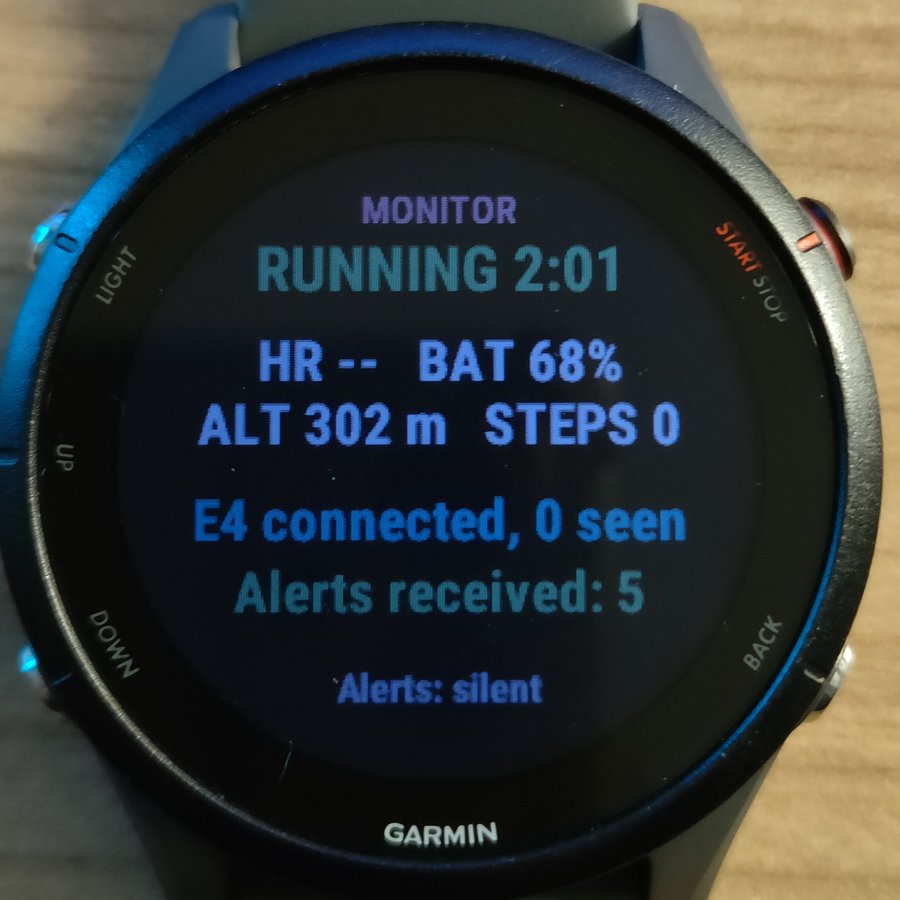 MONITOR
RUNNING 2:01
HR -- BAT 68%
ALT 302 m STEPS 0
E4 connected, 0 seen
Alerts received: 5
Alerts: silent
LIGHT
START STOP
UP
DOWN
BACK
GARMIN